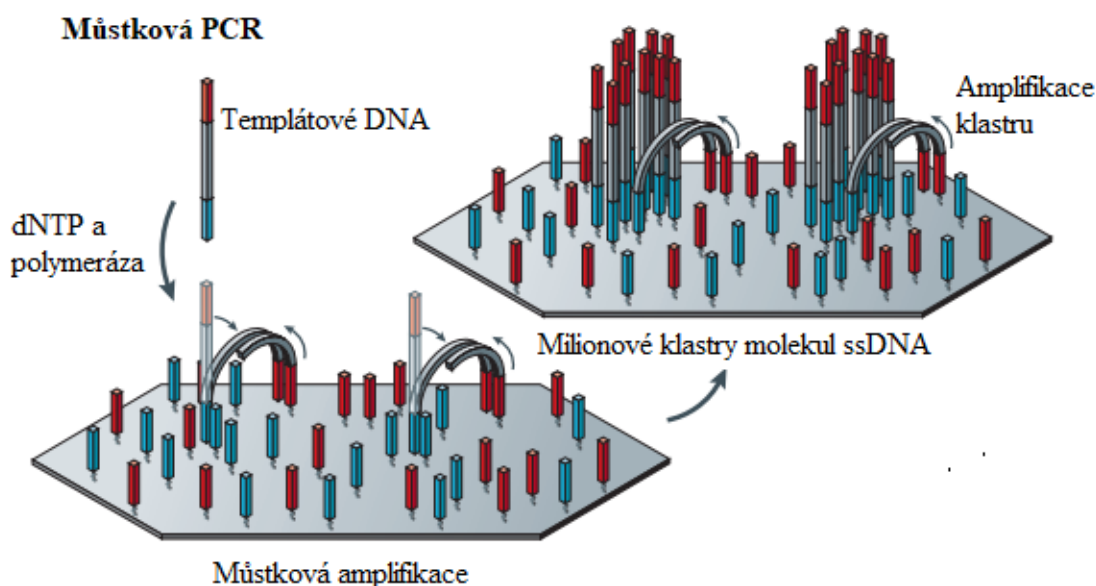 Můstková PCR
Templátové DNA
dNTP a
polymeráza
Můstková amplifikace
Milionové klastry molekul ssDNA
Amplifikace
klastru